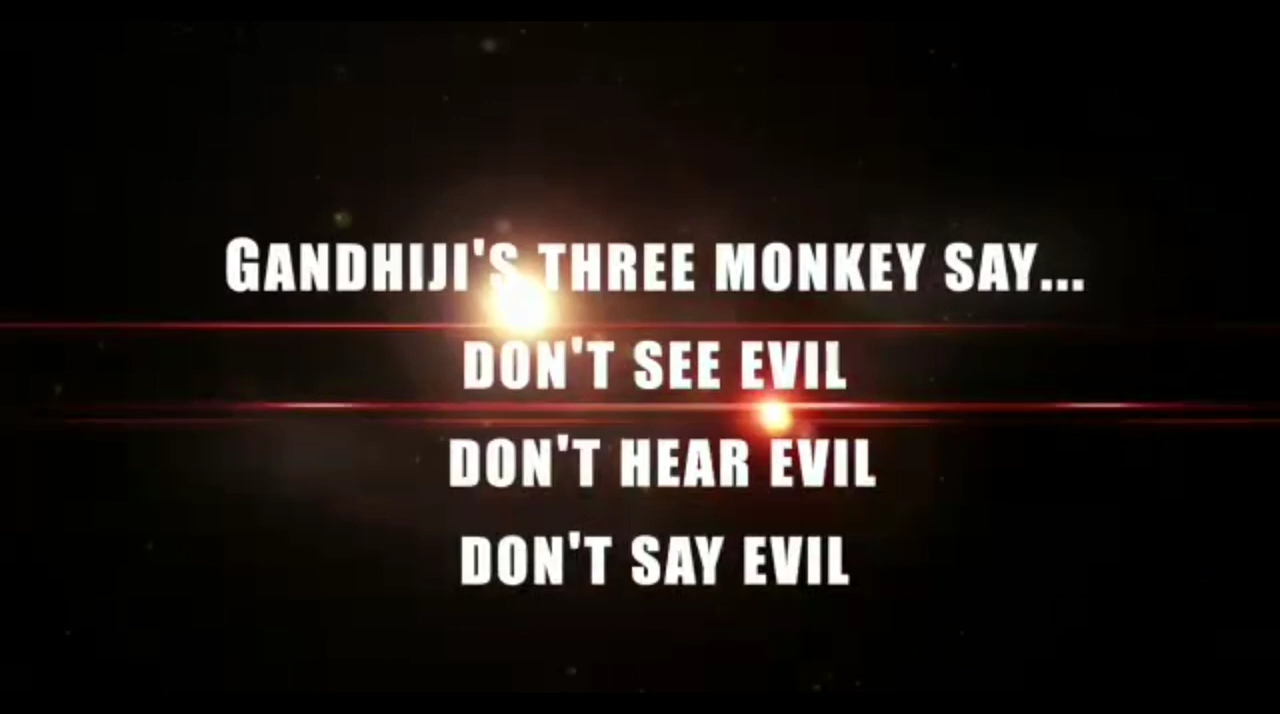 GANDHIJI'S THREE MONKEY SAY...
DON'T SEE EVIL
DON'T HEAR EVIL
DON'T SAY EVIL